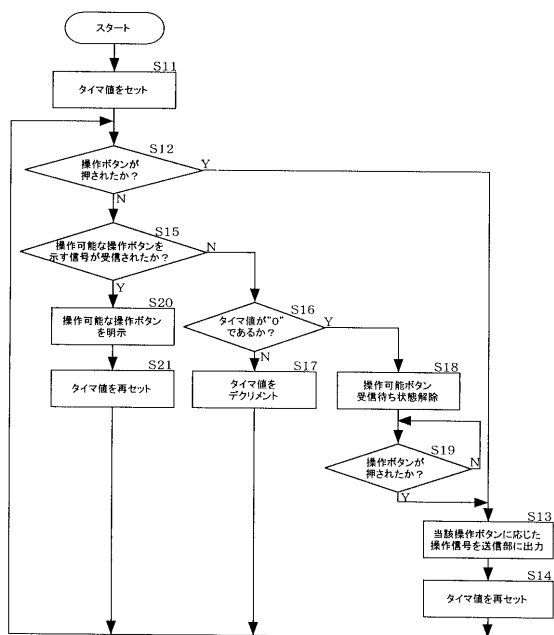 スタート
S11
タイマ値をセット
S12
操作ボタンが
押されたか？
Y
N
S15
操作可能な操作ボタンを
示す信号が受信されたか？
N
Y
S20
操作可能な操作ボタン
を明示
S16
タイマ値が"0"
であるか？
Y
N
S21
タイマ値を再セット
S17
タイマ値を
デクリメント
S18
操作可能ボタン
受信待ち状態解除
S19
操作ボタンが
押されたか？
N
Y
S13
当該操作ボタンに応じた
操作信号を送信部に出力
S14
タイマ値を再セット